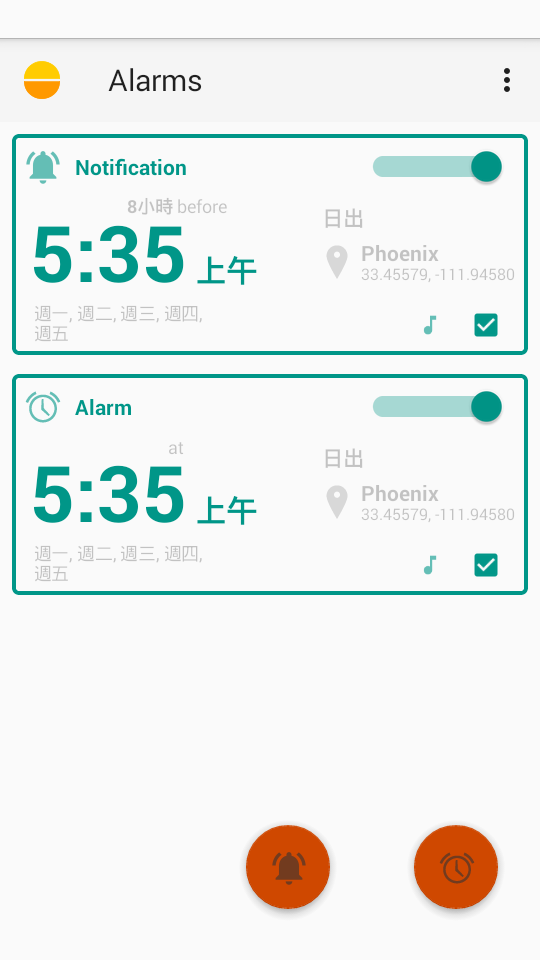 Alarms
Notification
8小時 before
5:35 上午
日出
Phoenix
33.45579, -111.94580
週一, 週二, 週三, 週四,
週五
Alarm
at
5:35 上午
日出
Phoenix
33.45579, -111.94580
週一, 週二, 週三, 週四,
週五